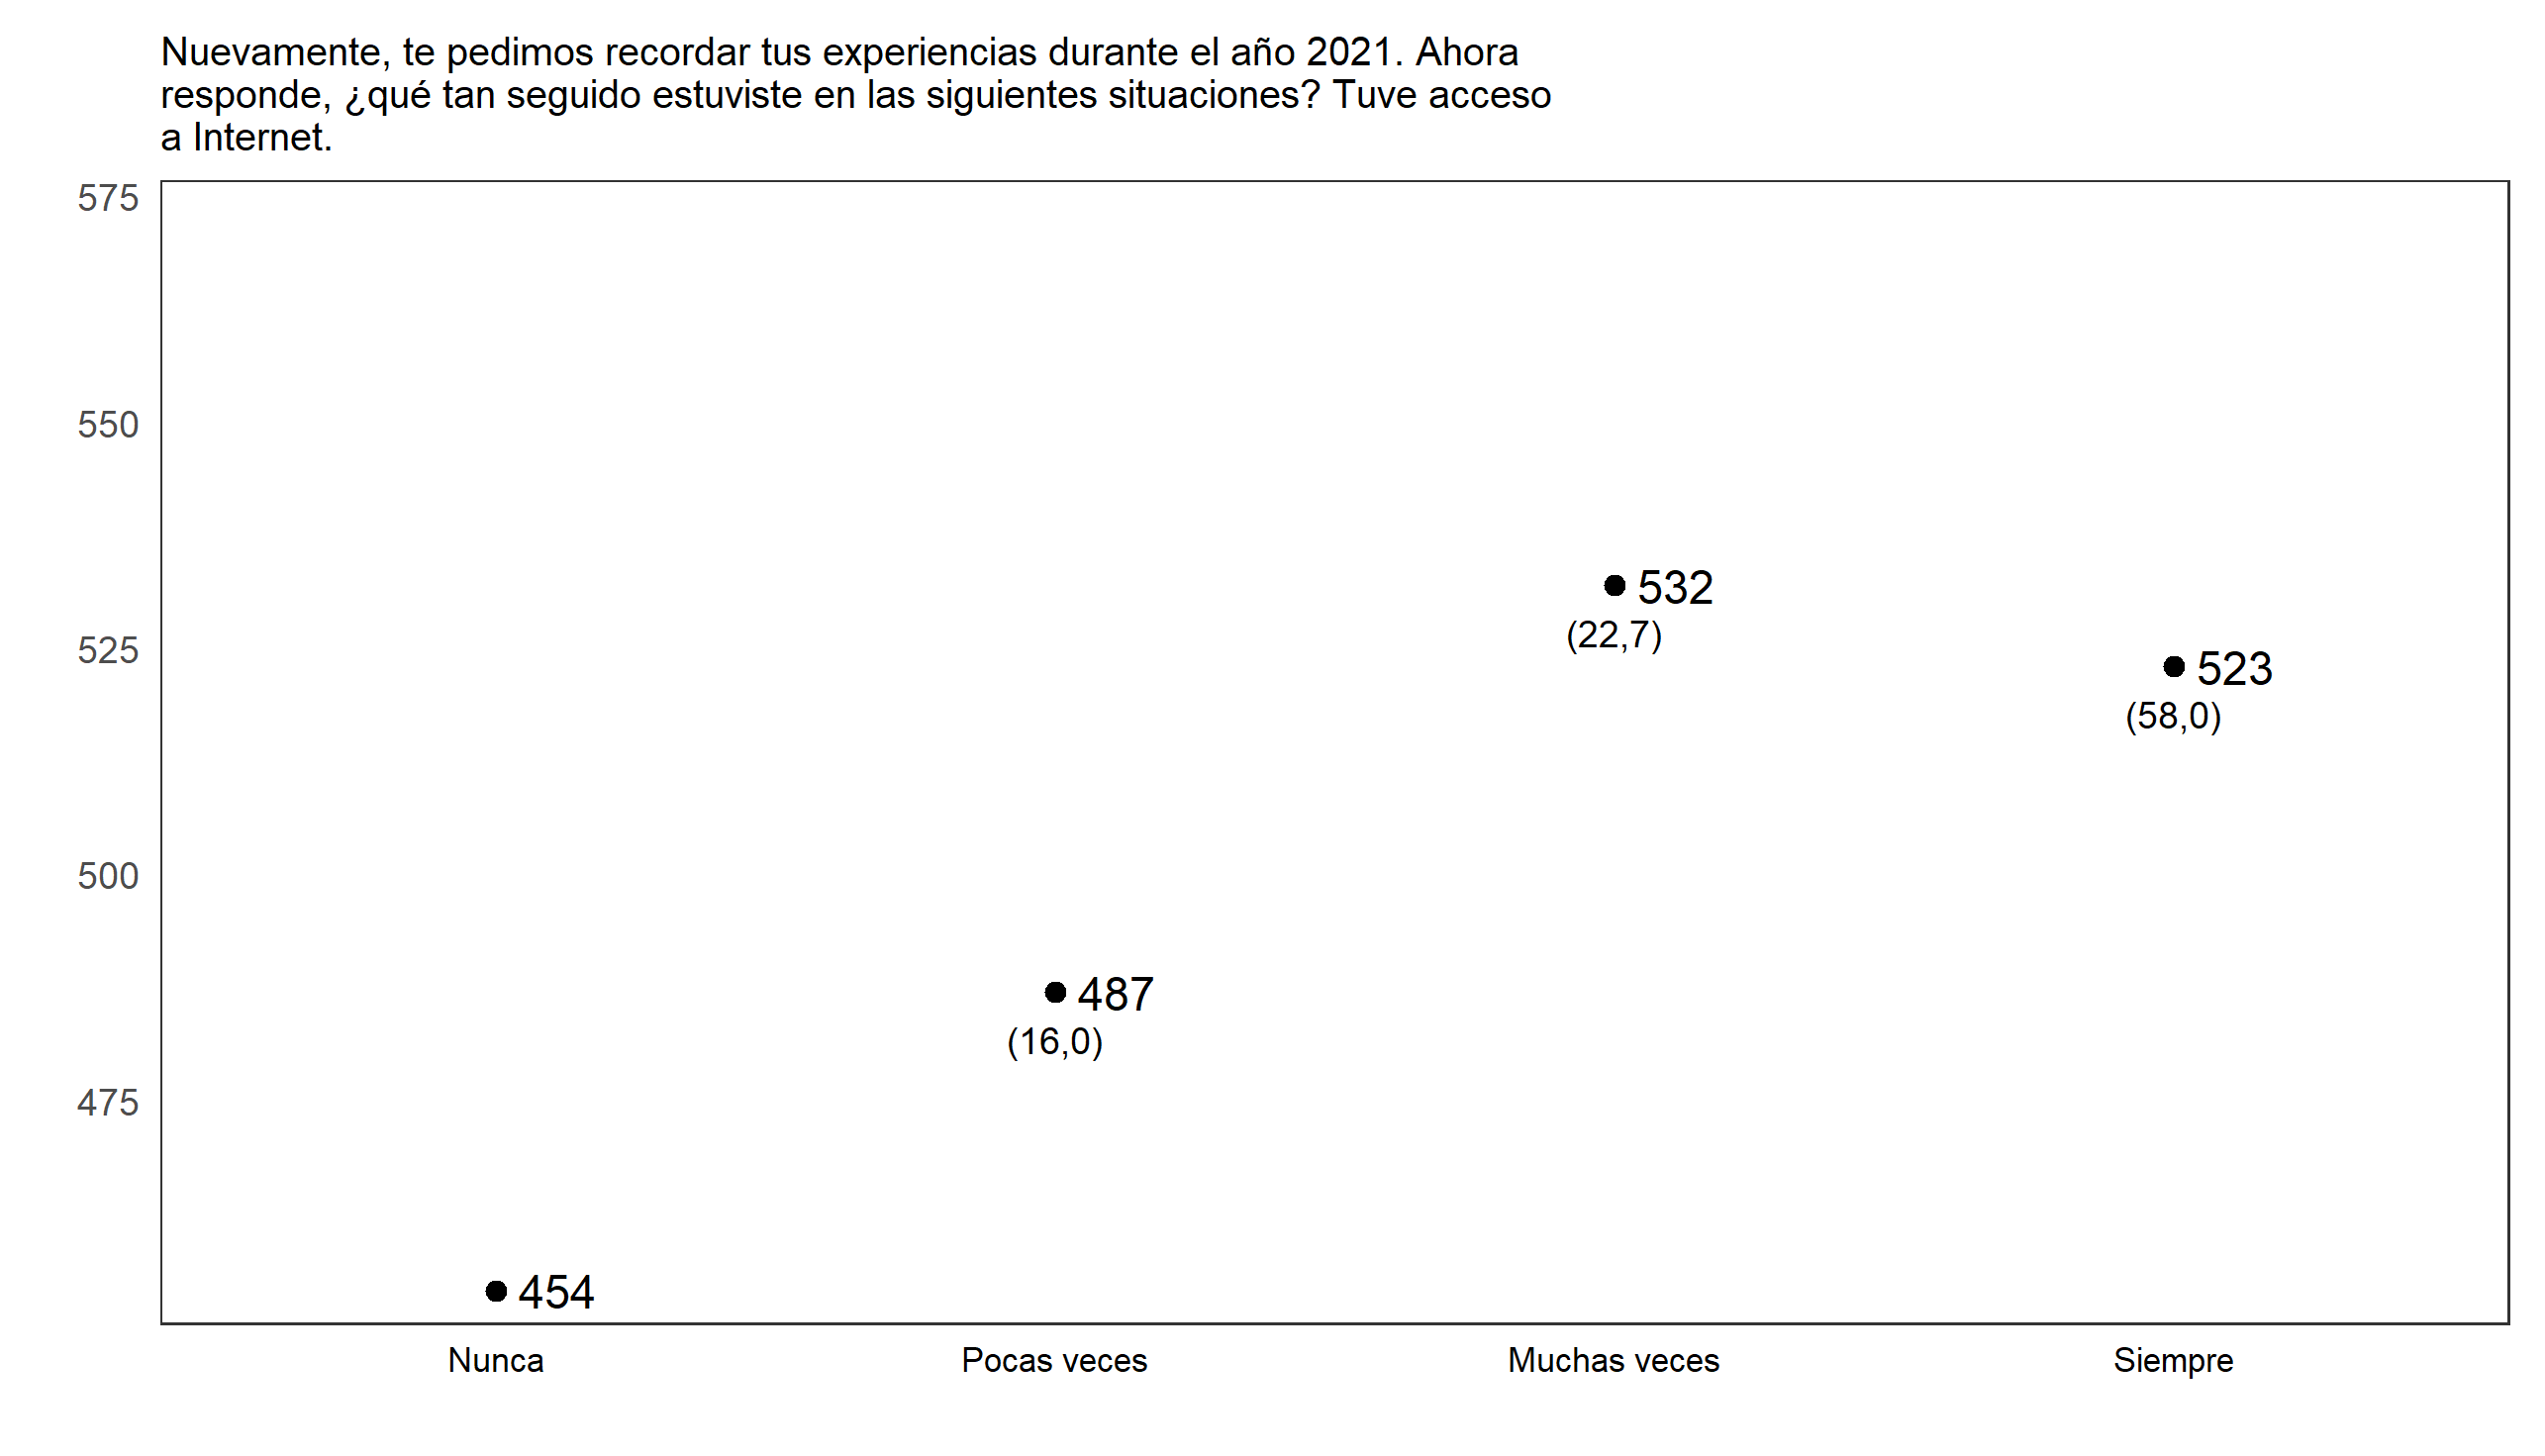 Nuevamente, te pedimos recordar tus experiencias durante el año 2021. Ahora
responde, ¿qué tan seguido estuviste en las siguientes situaciones? Tuve acceso
a Internet.
575
550
525
500
475
532
(22,7)
523
(58,0)
487
(16,0)
454
Nunca
Pocas veces
Muchas veces
Siempre